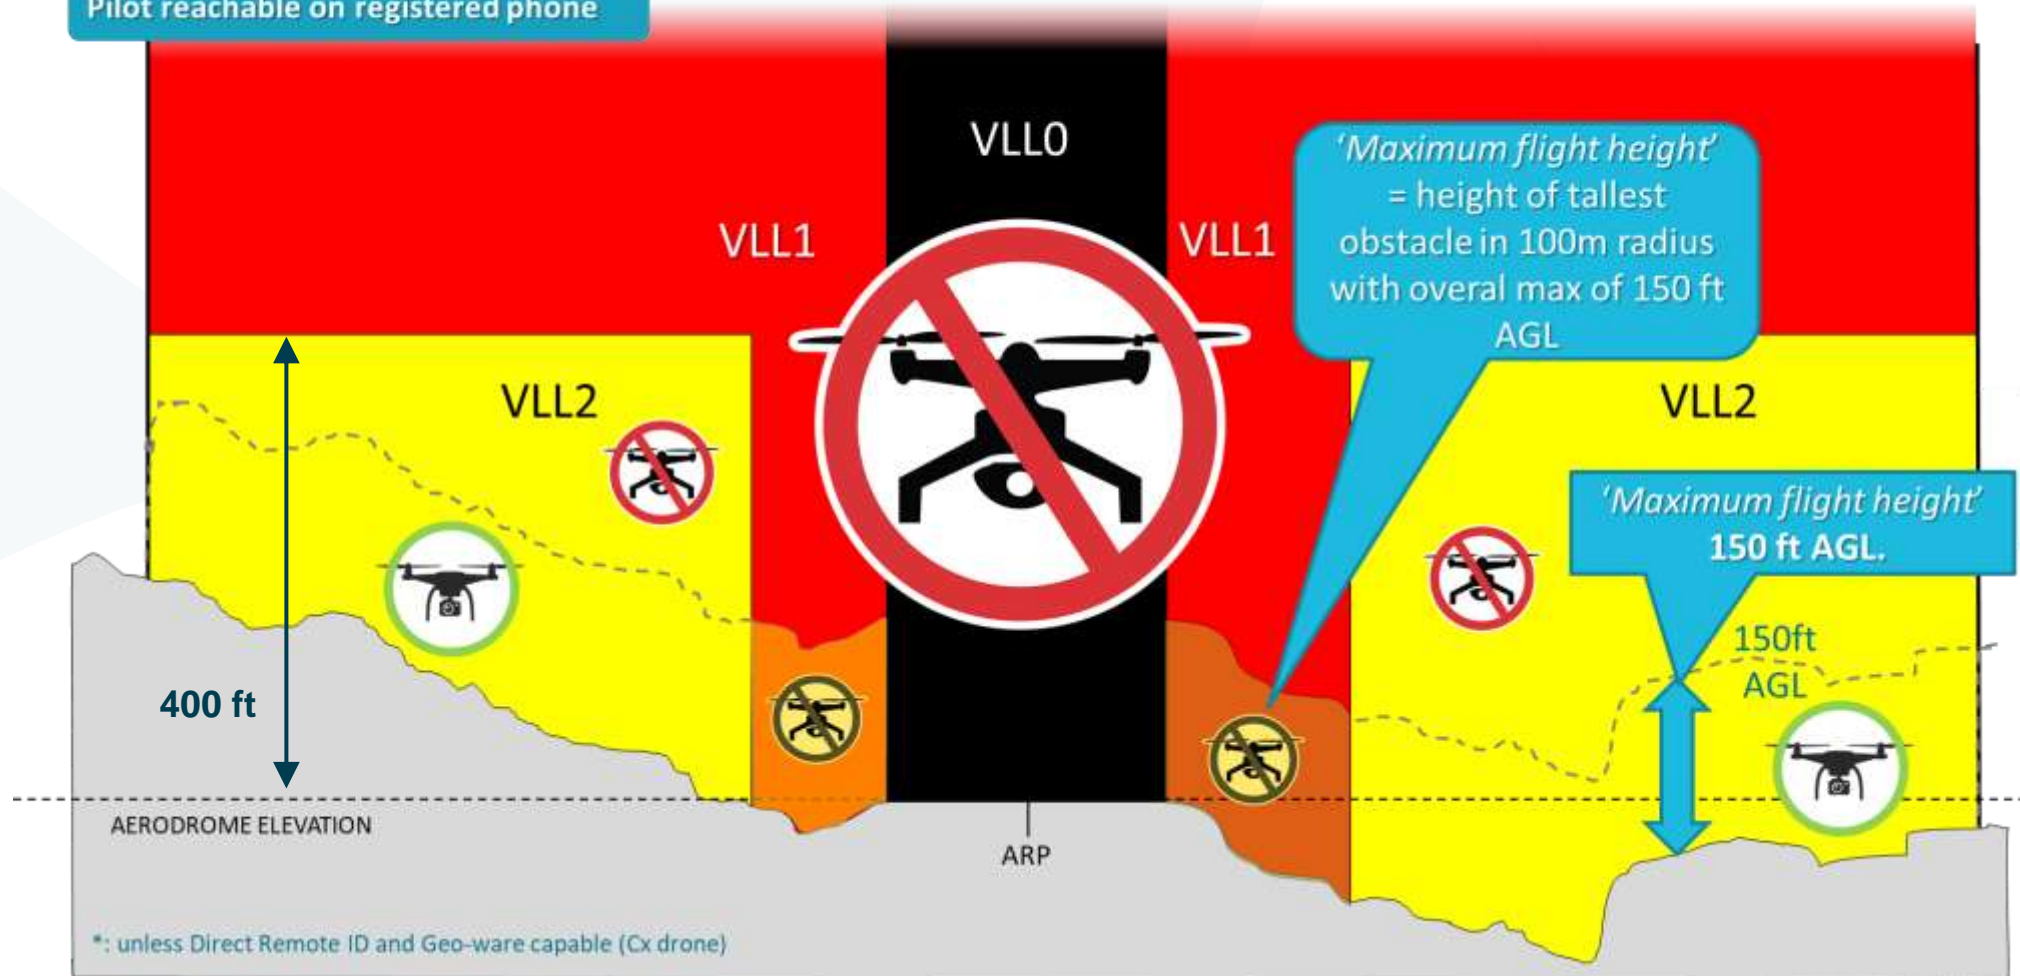 Pilot reachable on registered phone
VLL0
VLL1
VLL1
‘Maximum flight height’
= height of tallest
obstacle in 100m radius
with overal max of 150 ft
AGL
VLL2
VLL2
‘Maximum flight height’
150 ft AGL.
150ft
AGL
400 ft
AERODROME ELEVATION
ARP
*: unless Direct Remote ID and Geo-ware capable (Cx drone)